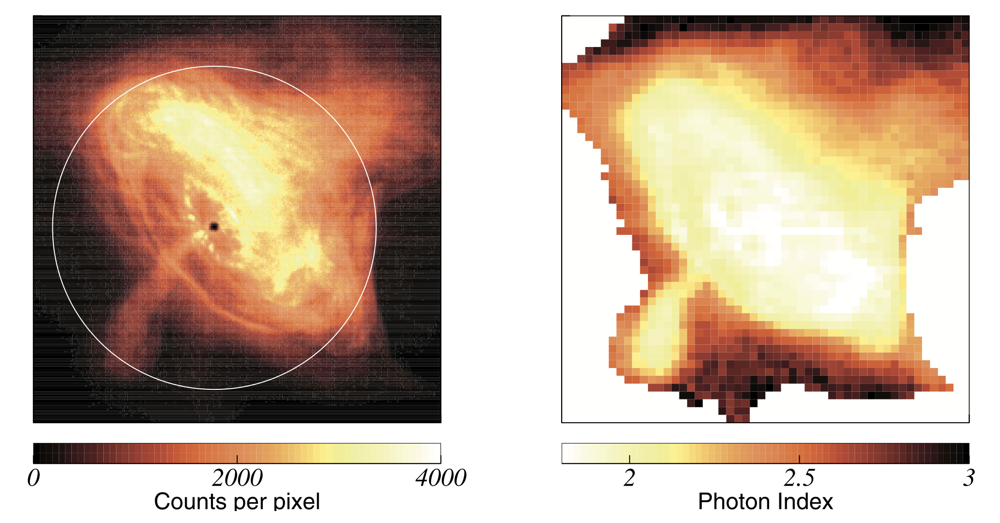 0 2000 4000
Counts per pixel
2 2.5 3
Photon Index